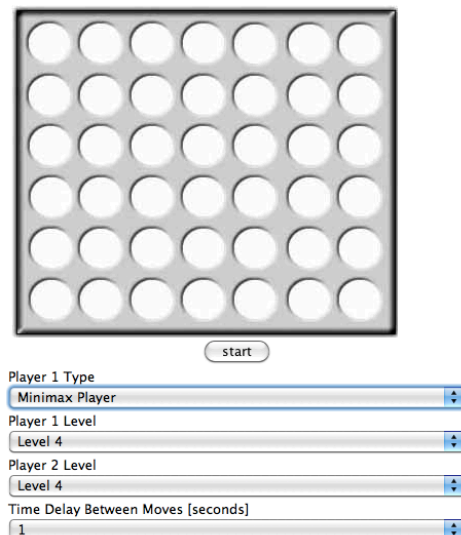 start
Player 1 Type
Minimax Player
Player 1 Level
Level 4
Player 2 Level
Level 4
Time Delay Between Moves [seconds]
1